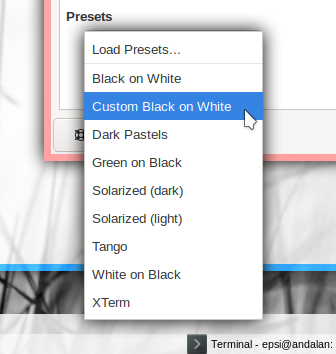 Presets
Load Presets...
Black on White
Custom Black on White
Dark Pastels
Green on Black
Solarized (dark)
Solarized (light)
Tango
White on Black
XTerm
Terminal - epsi@andalan: